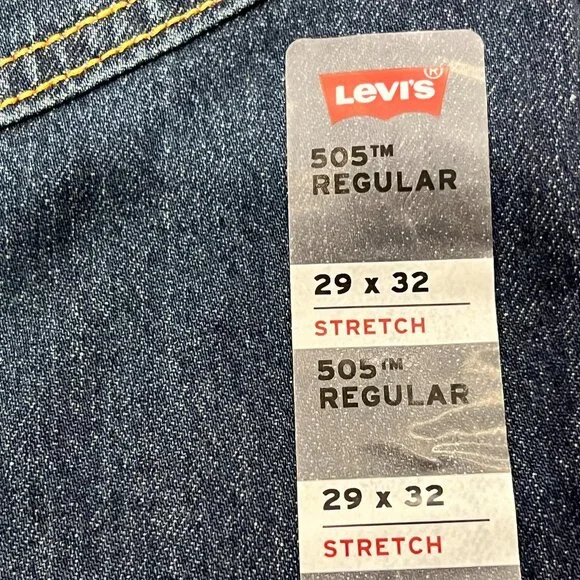 LEVI'S®
505™
REGULAR
29 x 32
STRETCH
505™
REGULAR
29 x 32
STRETCH